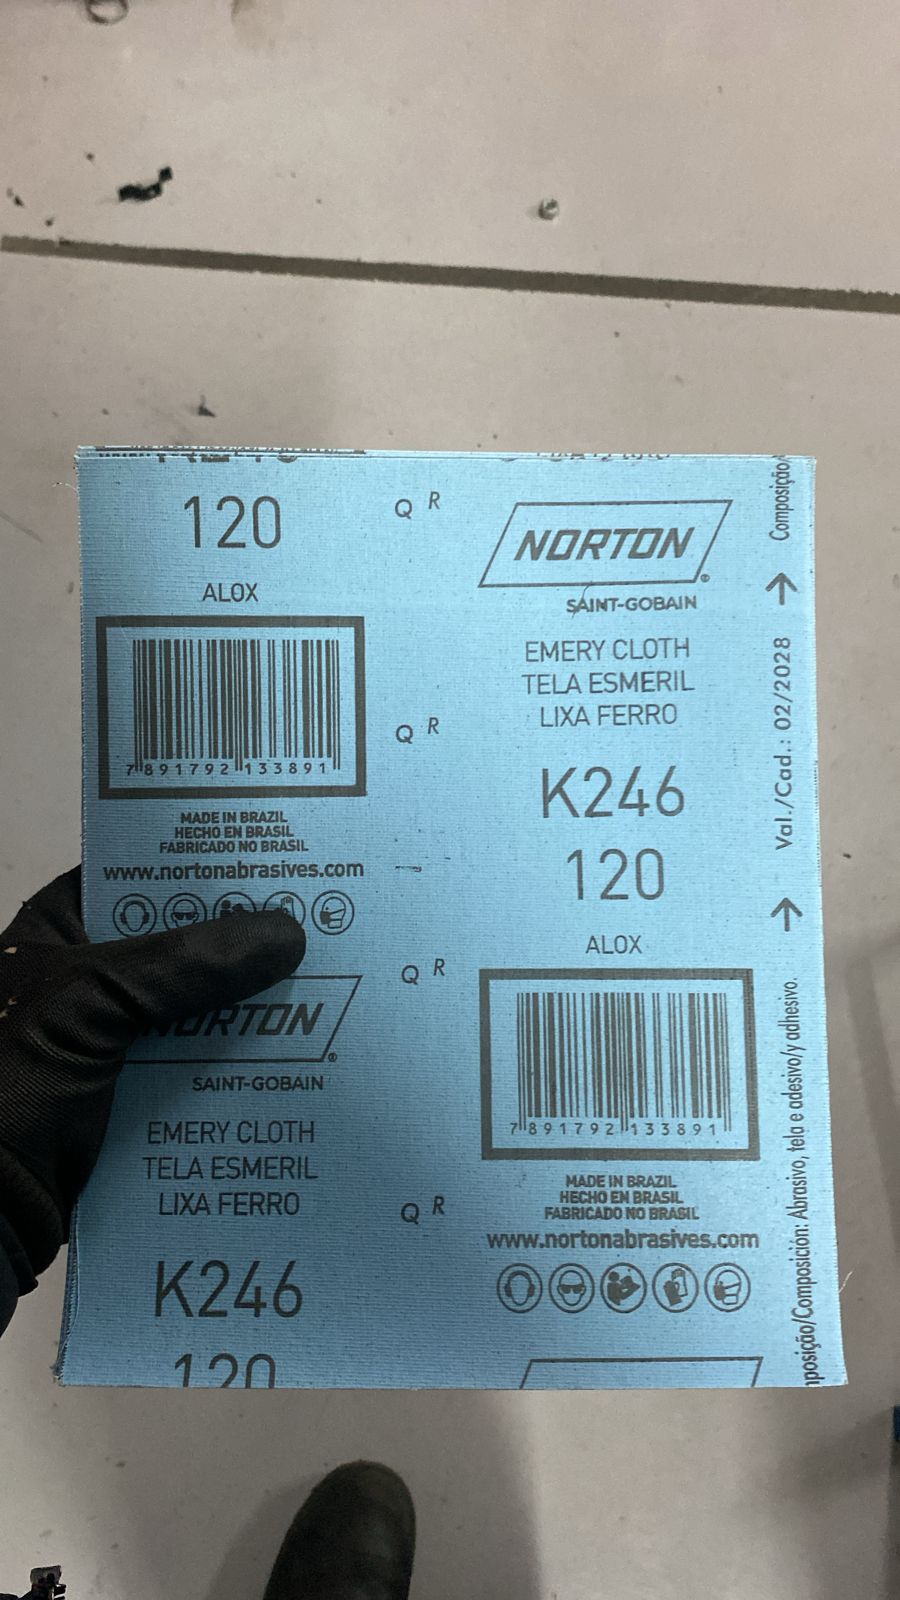 120
ALOX
7 891792 133891
MADE IN BRAZIL
HECHO EN BRASIL
FABRICADO NO BRASIL
www.nortonabrasives.com
NORTON
SAINT-GOBAIN
EMERY CLOTH
TELA ESMERIL
LIXA FERRO
K246
120
Q R
Q R
Q R
Q R
NORTON
®
SAINT-GOBAIN
EMERY CLOTH
TELA ESMERIL
LIXA FERRO
K246
120
ALOX
7 891792 133891
MADE IN BRAZIL
HECHO EN BRASIL
FABRICADO NO BRASIL
www.nortonabrasives.com
Composição/
↑ Val./Cad.: 02/2028 ↑
posição/Composición: Abrasivo, tela e adesivo/y adhesivo.